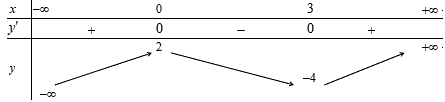 x −∞ 0 3 +∞
y′ + 0 − 0 +
2 +∞
y
−4
−∞